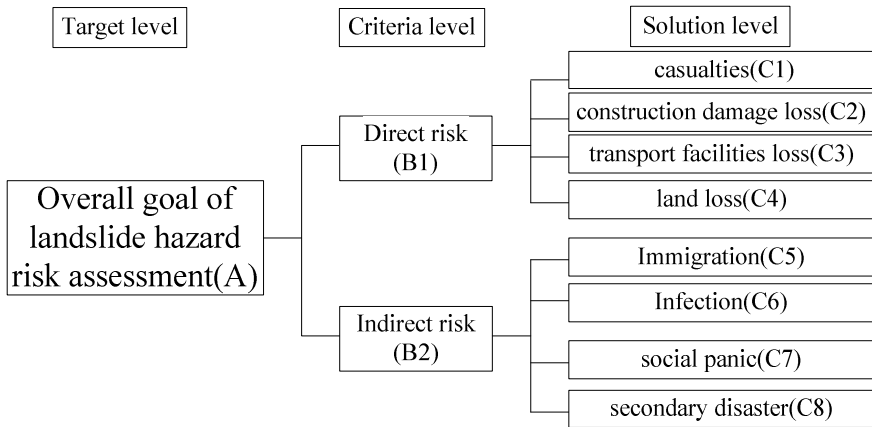 Target level
Criteria level
Solution level
casualties(C1)
construction damage loss(C2)
transport facilities loss(C3)
land loss(C4)
Direct risk
(B1)
Overall goal of
landslide hazard
risk assessment(A)
Immigration(C5)
Infection(C6)
social panic(C7)
secondary disaster(C8)
Indirect risk
(B2)